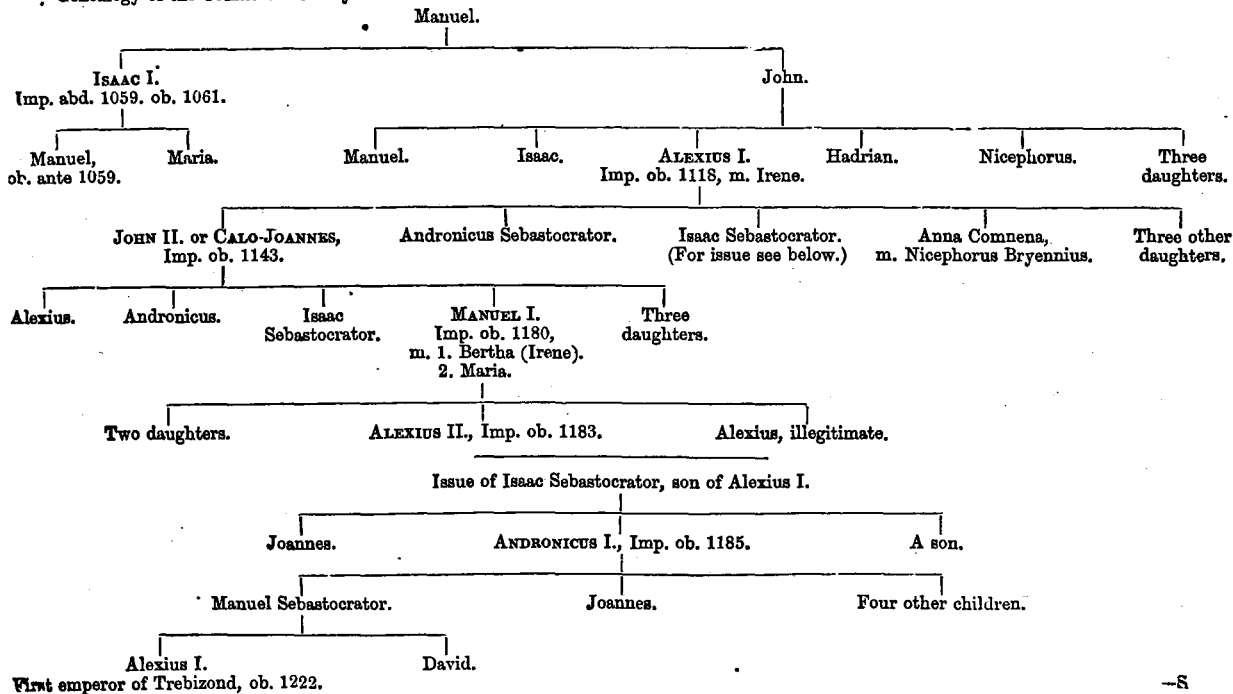 Manuel.
ISAAC I. John.
Imp. abd. 1059. ob. 1061.
Manuel, Maria. Manuel. Isaac. ALEXIUS I. Hadrian. Nicephorus. Three
ob. ante 1059. Imp. ob. 1118, m. Irene. daughters.
JOHN II. OR CALO-JOANNES, Andronicus Sebastocrator. Isaac Sebastocrator. Anna Comnena, Three other
Imp. ob. 1143. (For issue see below.) m. Nicephorus Bryennius. daughters.
Alexius. Andronicus. Isaac MANUEL I. Three
Sebastocrator. Imp. ob. 1180, daughters.
m. 1. Bertha (Irene).
2. Maria.
Two daughters. ALEXIUS II., Imp. ob. 1183. Alexius, illegitimate.
Issue of Isaac Sebastocrator, son of Alexius I.
Joannes. ANDRONICUS I., Imp. ob. 1185. A son.
Manuel Sebastocrator. Joannes. Four other children.
Alexius I. David.
First emperor of Trebizond, ob. 1222. —S